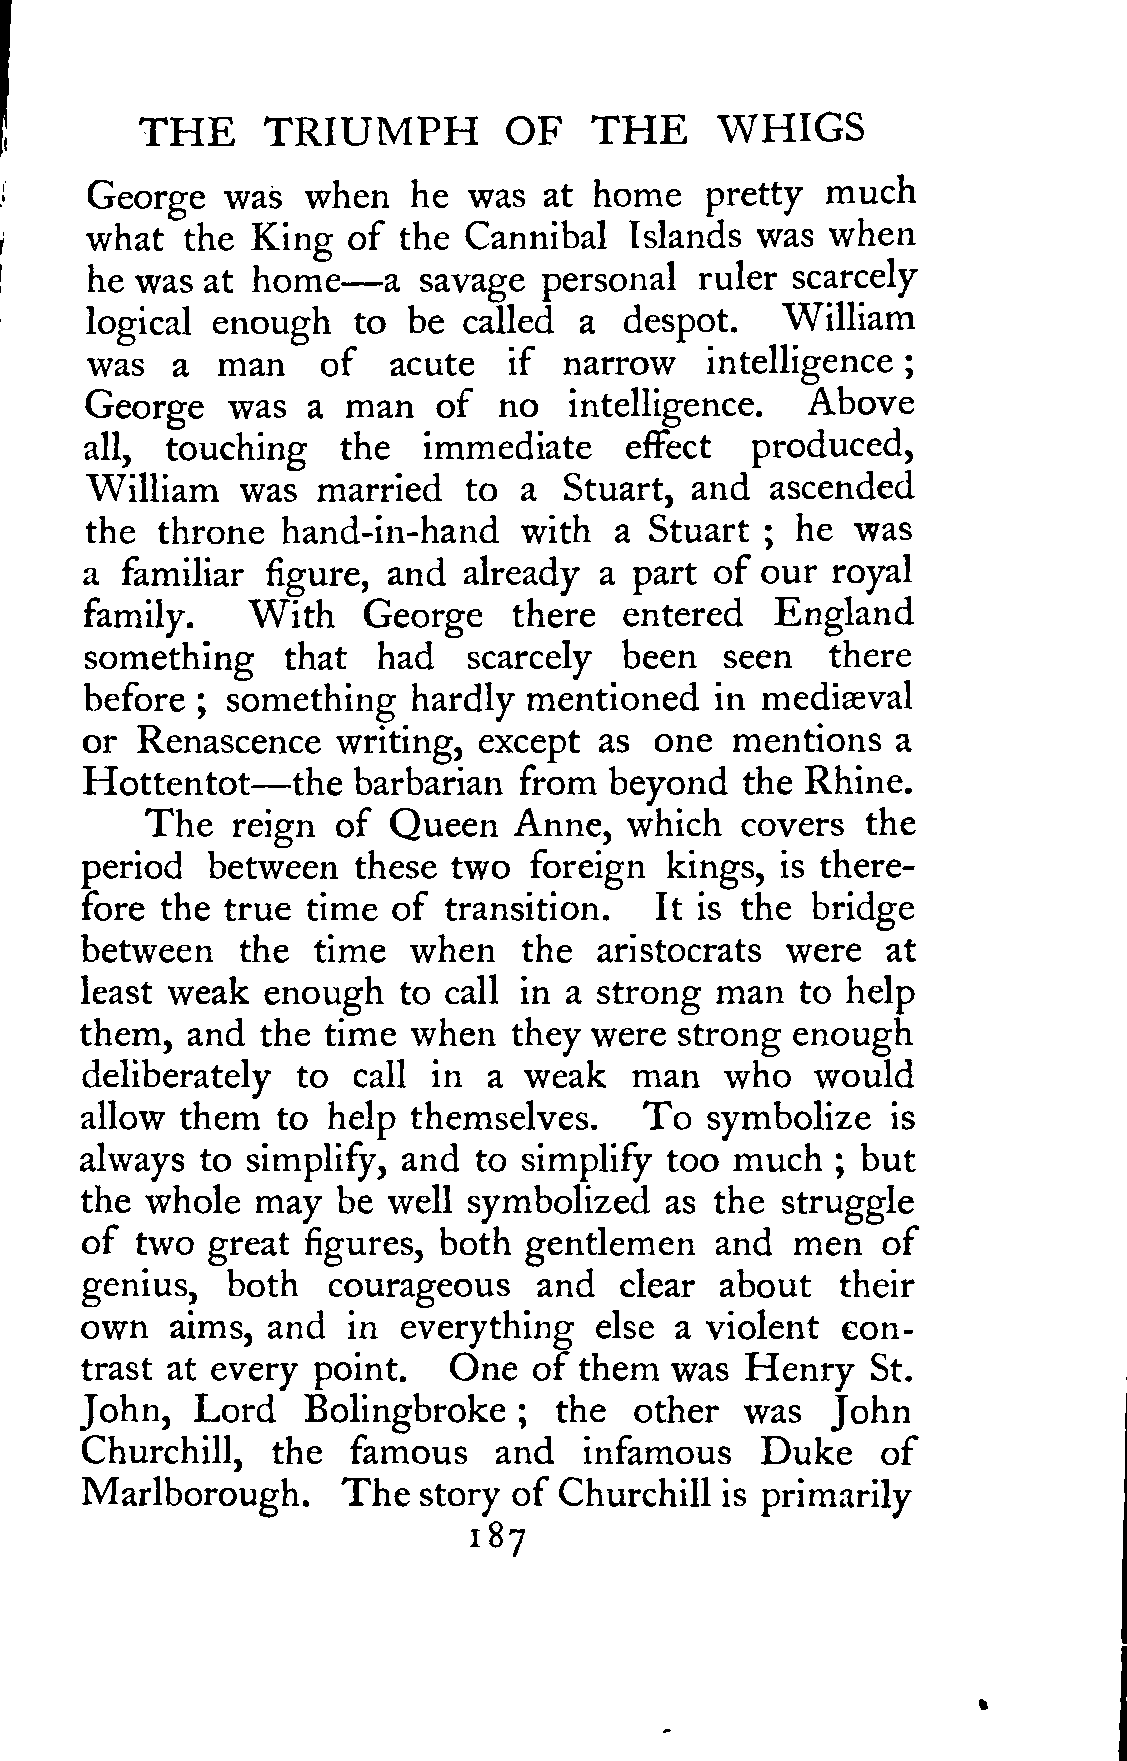 THE TRIUMPH OF THE WHIGS
George was when he was at home pretty much
what the King of the Cannibal Islands was when
he was at home—a savage personal ruler scarcely
logical enough to be called a despot. William
was a man of acute if narrow intelligence ;
George was a man of no intelligence. Above
all, touching the immediate effect produced,
William was married to a Stuart, and ascended
the throne hand-in-hand with a Stuart ; he was
a familiar figure, and already a part of our royal
family. With George there entered England
something that had scarcely been seen there
before ; something hardly mentioned in mediæval
or Renascence writing, except as one mentions a
Hottentot—the barbarian from beyond the Rhine.
The reign of Queen Anne, which covers the
period between these two foreign kings, is there-
fore the true time of transition. It is the bridge
between the time when the aristocrats were at
least weak enough to call in a strong man to help
them, and the time when they were strong enough
deliberately to call in a weak man who would
allow them to help themselves. To symbolize is
always to simplify, and to simplify too much ; but
the whole may be well symbolized as the struggle
of two great figures, both gentlemen and men of
genius, both courageous and clear about their
own aims, and in everything else a violent con-
trast at every point. One of them was Henry St.
John, Lord Bolingbroke ; the other was John
Churchill, the famous and infamous Duke of
Marlborough. The story of Churchill is primarily
187